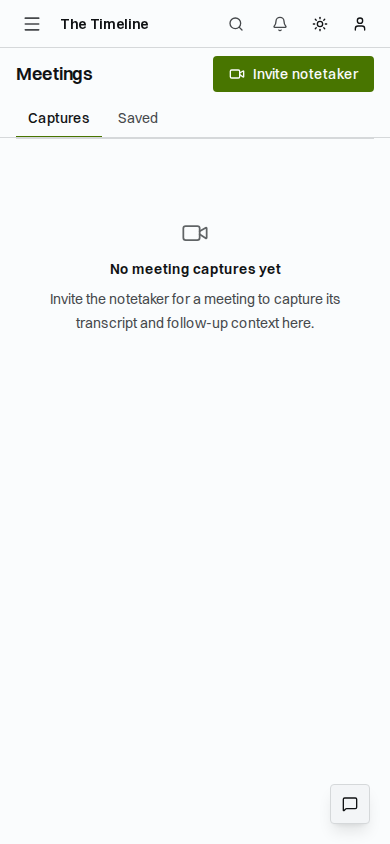 The Timeline
Meetings
Invite notetaker
Captures
Saved
No meeting captures yet
Invite the notetaker for a meeting to capture its
transcript and follow-up context here.